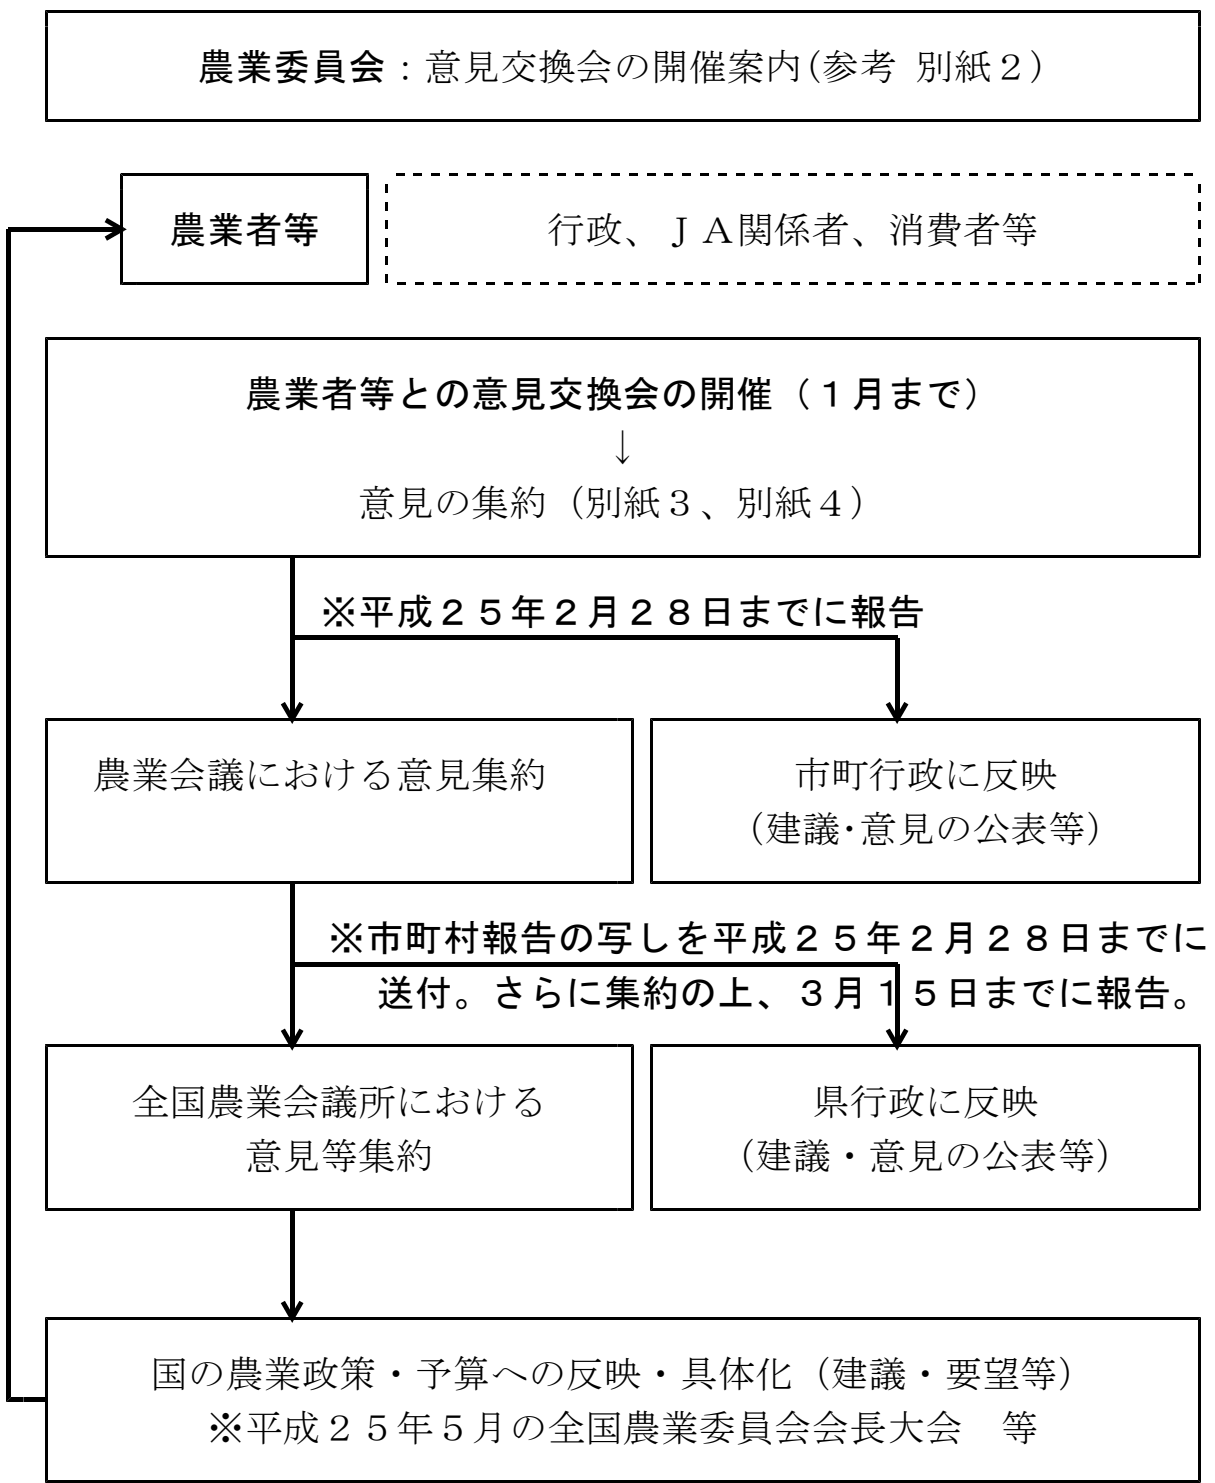 農業委員会：意見交換会の開催案内(参考 別紙２)
農業者等
行政、ＪＡ関係者、消費者等
農業者等との意見交換会の開催（１月まで）
↓
意見の集約（別紙３、別紙４）
※平成２５年２月２８日までに報告
農業会議における意見集約
市町行政に反映
（建議・意見の公表等）
※市町村報告の写しを平成２５年２月２８日までに
送付。さらに集約の上、３月１５日までに報告。
全国農業会議所における
意見等集約
県行政に反映
（建議・意見の公表等）
国の農業政策・予算への反映・具体化（建議・要望等）
※平成２５年５月の全国農業委員会会長大会　等